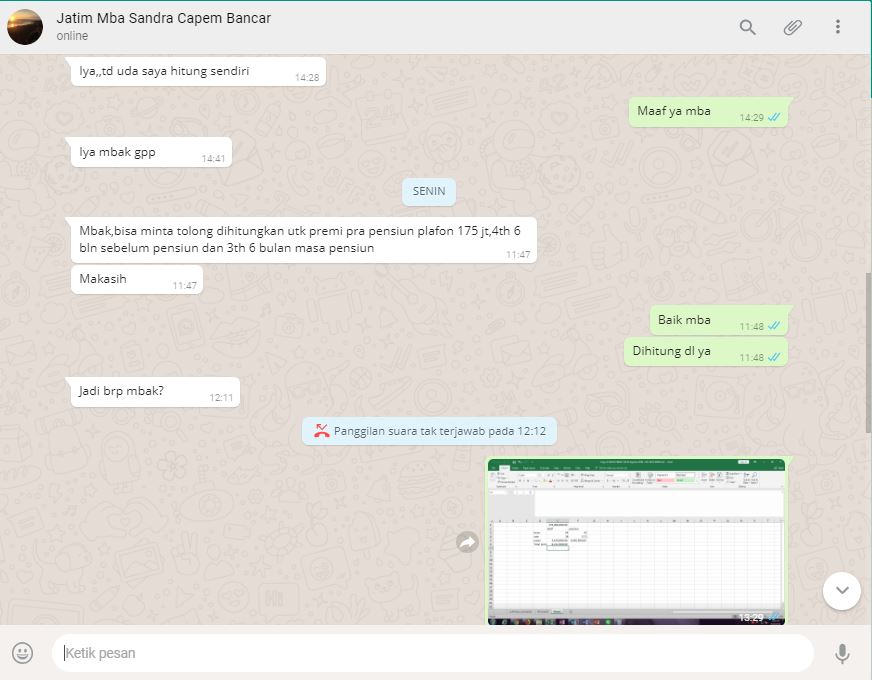 Jatim Mba Sandra Capem Bancar
online
Iya,,td uda saya hitung sendiri
14:28
Maaf ya mba
14:29
Iya mbak gpp
14:41
SENIN
Mbak,bisa minta tolong dihitungkan utk premi pra pensiun plafon 175 jt,4th 6
bln sebelum pensiun dan 3th 6 bulan masa pensiun
11:47
Makasih
11:47
Baik mba
11:48
Dihitung dl ya
11:48
Jadi brp mbak?
12:11
Panggilan suara tak terjawab pada 12:12
13:29
Ketik pesan